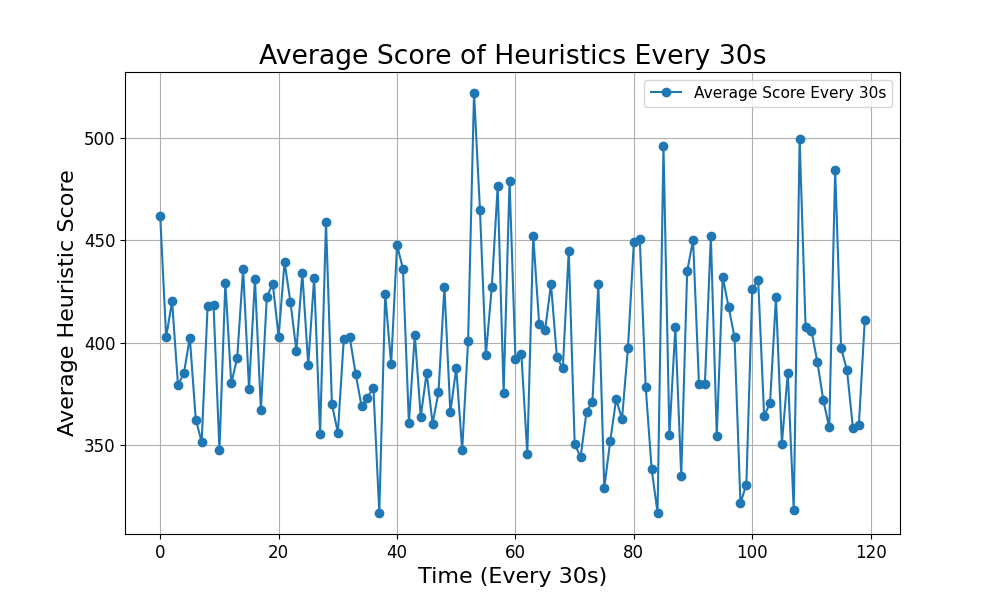 Average Score of Heuristics Every 30s
Average Score Every 30s
Average Heuristic Score
500
450
400
350
0 20 40 60 80 100 120
Time (Every 30s)